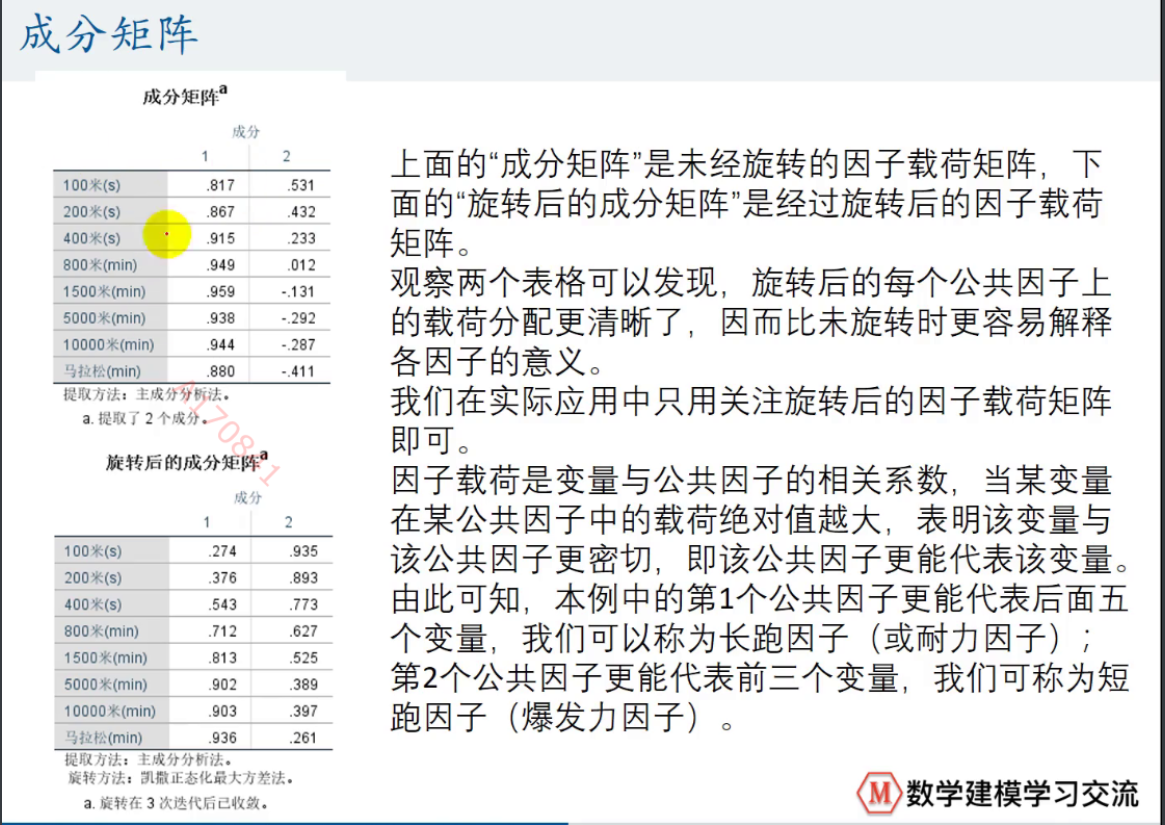 成分矩阵
成分矩阵a
成分
1 2
100米(s) .817 .531
200米(s) .867 .432
400米(s) .915 .233
800米(min) .949 .012
1500米(min) .959 -.131
5000米(min) .938 -.292
10000米(min) .944 -.287
马拉松(min) .880 -.411
提取方法：主成分分析法。
a. 提取了 2 个成分。
旋转后的成分矩阵a
成分
1 2
100米(s) .274 .935
200米(s) .376 .893
400米(s) .543 .773
800米(min) .712 .627
1500米(min) .813 .525
5000米(min) .902 .389
10000米(min) .903 .397
马拉松(min) .936 .261
提取方法：主成分分析法。
旋转方法：凯撒正态化最大方差法。
a. 旋转在 3 次迭代后已收敛。
上面的“成分矩阵”是未经旋转的因子载荷矩阵，下
面的“旋转后的成分矩阵”是经过旋转后的因子载荷
矩阵。
观察两个表格可以发现，旋转后的每个公共因子上
的载荷分配更清晰了，因而比未旋转时更容易解释
各因子的意义。
我们在实际应用中只用关注旋转后的因子载荷矩阵
即可。
因子载荷是变量与公共因子的相关系数，当某变量
在某公共因子中的载荷绝对值越大，表明该变量与
该公共因子更密切，即该公共因子更能代表该变量。
由此可知，本例中的第1个公共因子更能代表后面五
个变量，我们可以称为长跑因子（或耐力因子）；
第2个公共因子更能代表前三个变量，我们可称为短
跑因子（爆发力因子）。
M 数学建模学习交流